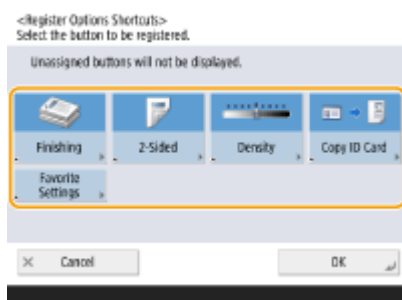 <Register Options Shortcuts>
Select the button to be registered.
Unassigned buttons will not be displayed.
Finishing
2-Sided
Density
Copy ID Card
Favorite
Settings
× Cancel
OK